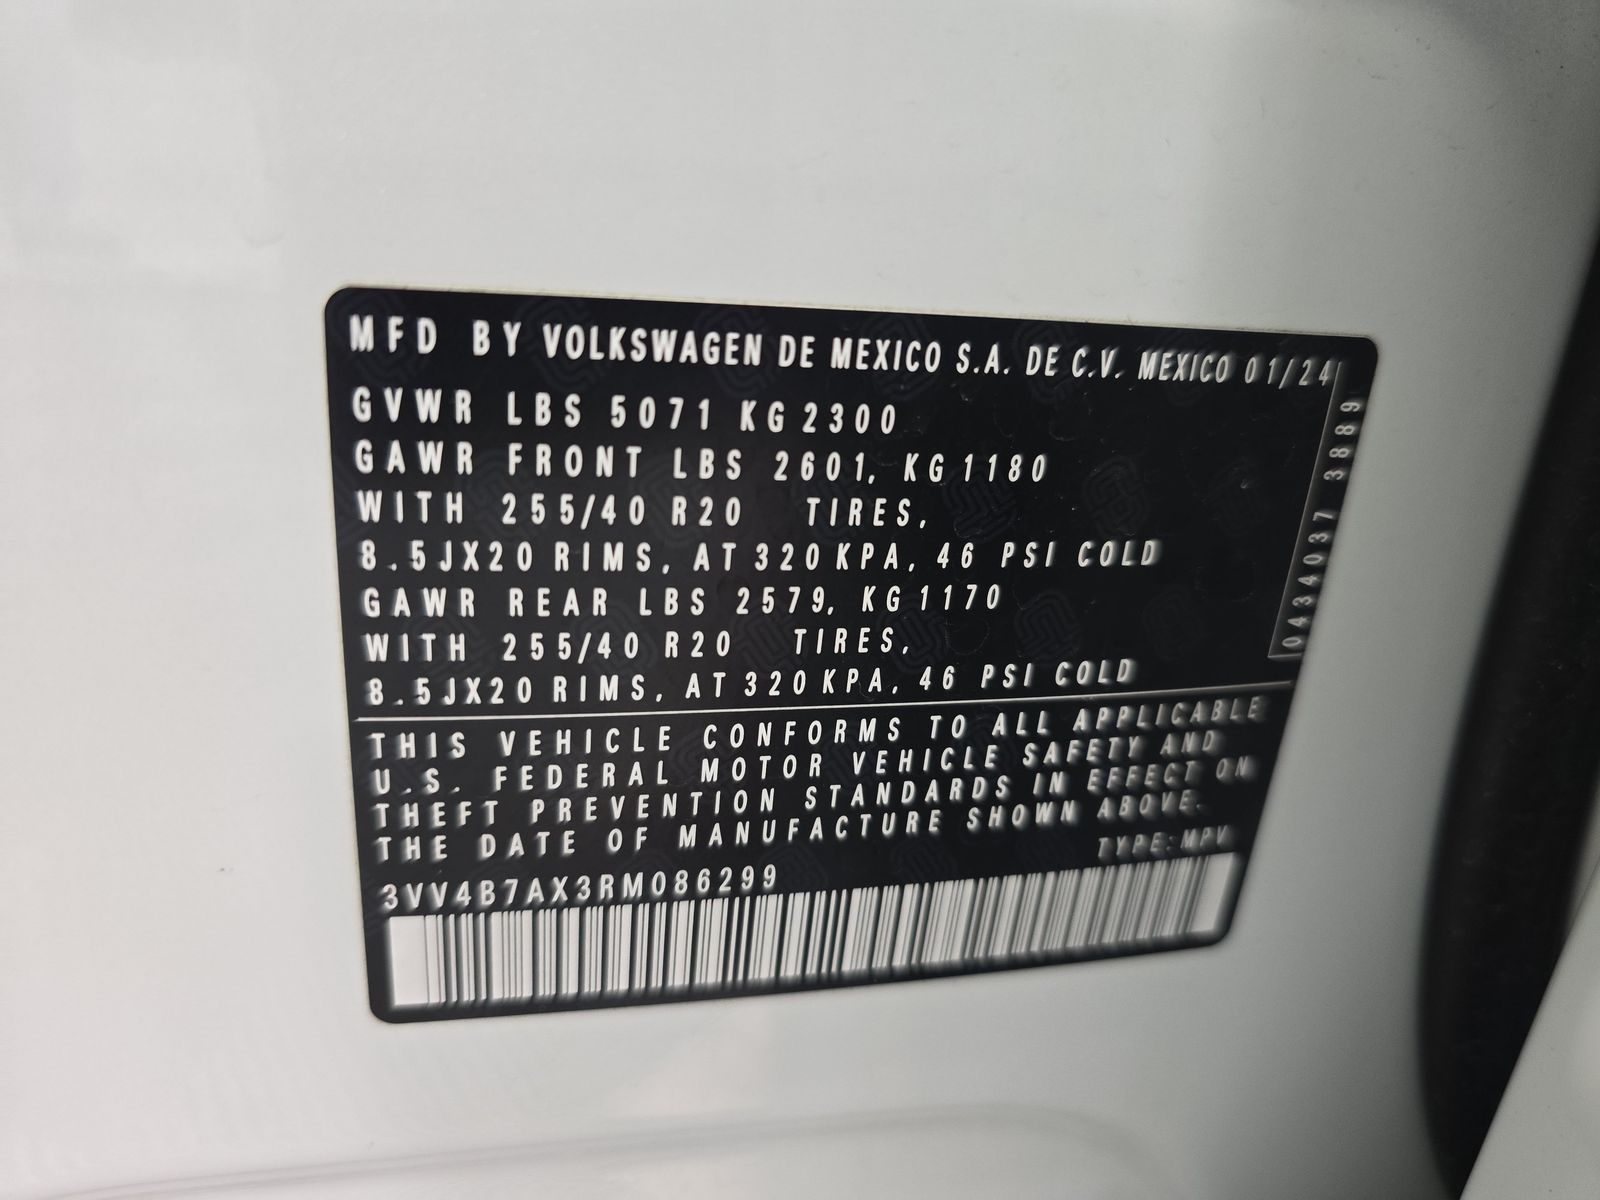 MFD BY VOLKSWAGEN DE MEXICO S.A. DE C.V. MEXICO 01/24
GVWR LBS 5071 KG 2300
GAWR FRONT LBS 2601, KG 1180
WITH 255/40 R20 TIRES,
8.5JX20 RIMS, AT 320 KPA, 46 PSI COLD
GAWR REAR LBS 2579, KG 1170
WITH 255/40 R20 TIRES,
8.5JX20 RIMS, AT 320 KPA, 46 PSI COLD
0434037 3889
THIS VEHICLE CONFORMS TO ALL APPLICABLE
U.S. FEDERAL MOTOR VEHICLE SAFETY AND
THEFT PREVENTION STANDARDS IN EFFECT ON
THE DATE OF MANUFACTURE SHOWN ABOVE.
TYPE: MPV
3VV4B7AX3RM086299